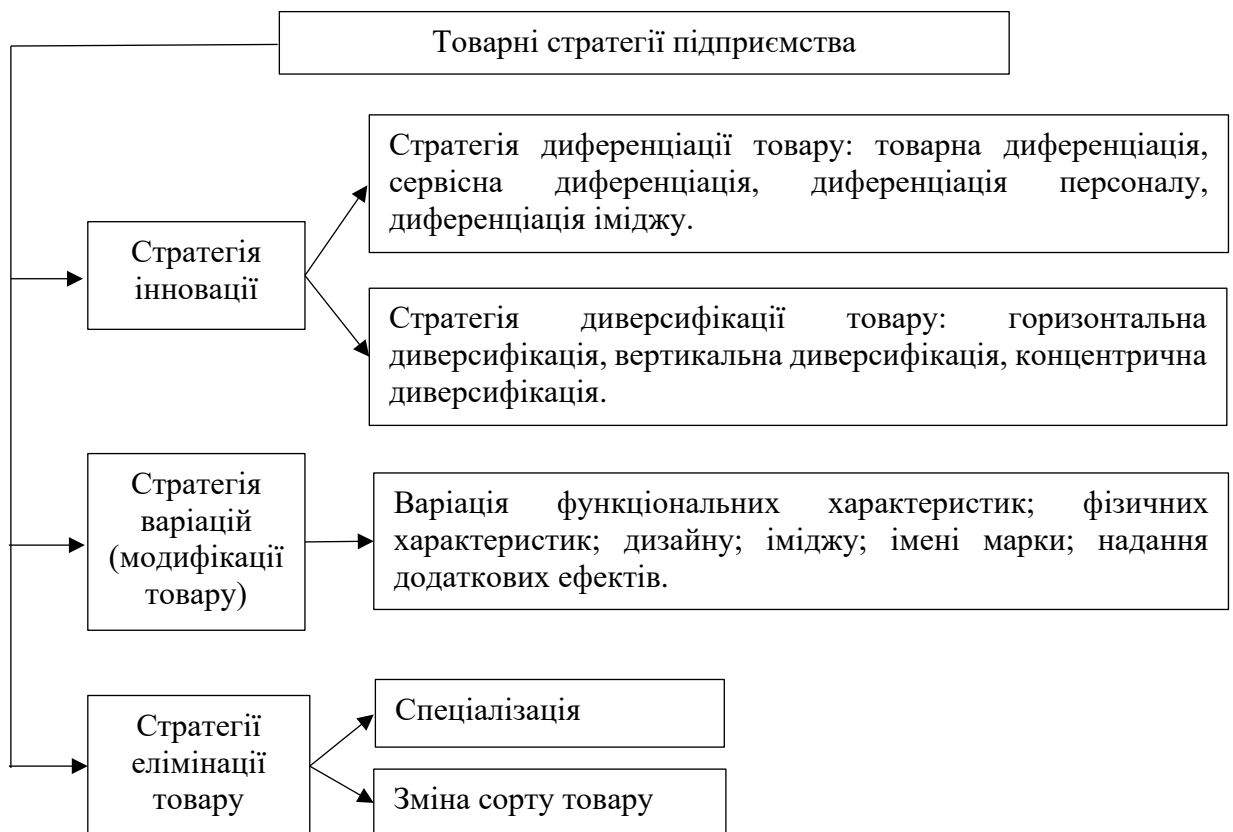 Товарні стратегії підприємства
Стратегія диференціації товару: товарна диференціація,
сервісна диференціація, диференціація персоналу,
диференціація іміджу.
Стратегія
інновації
Стратегія диверсифікації товару: горизонтальна
диверсифікація, вертикальна диверсифікація, концентрична
диверсифікація.
Стратегія
варіацій
(модифікації
товару)
Варіація функціональних характеристик; фізичних
характеристик; дизайну; іміджу; імені марки; надання
додаткових ефектів.
Стратегії
елімінації
товару
Спеціалізація
Зміна сорту товару